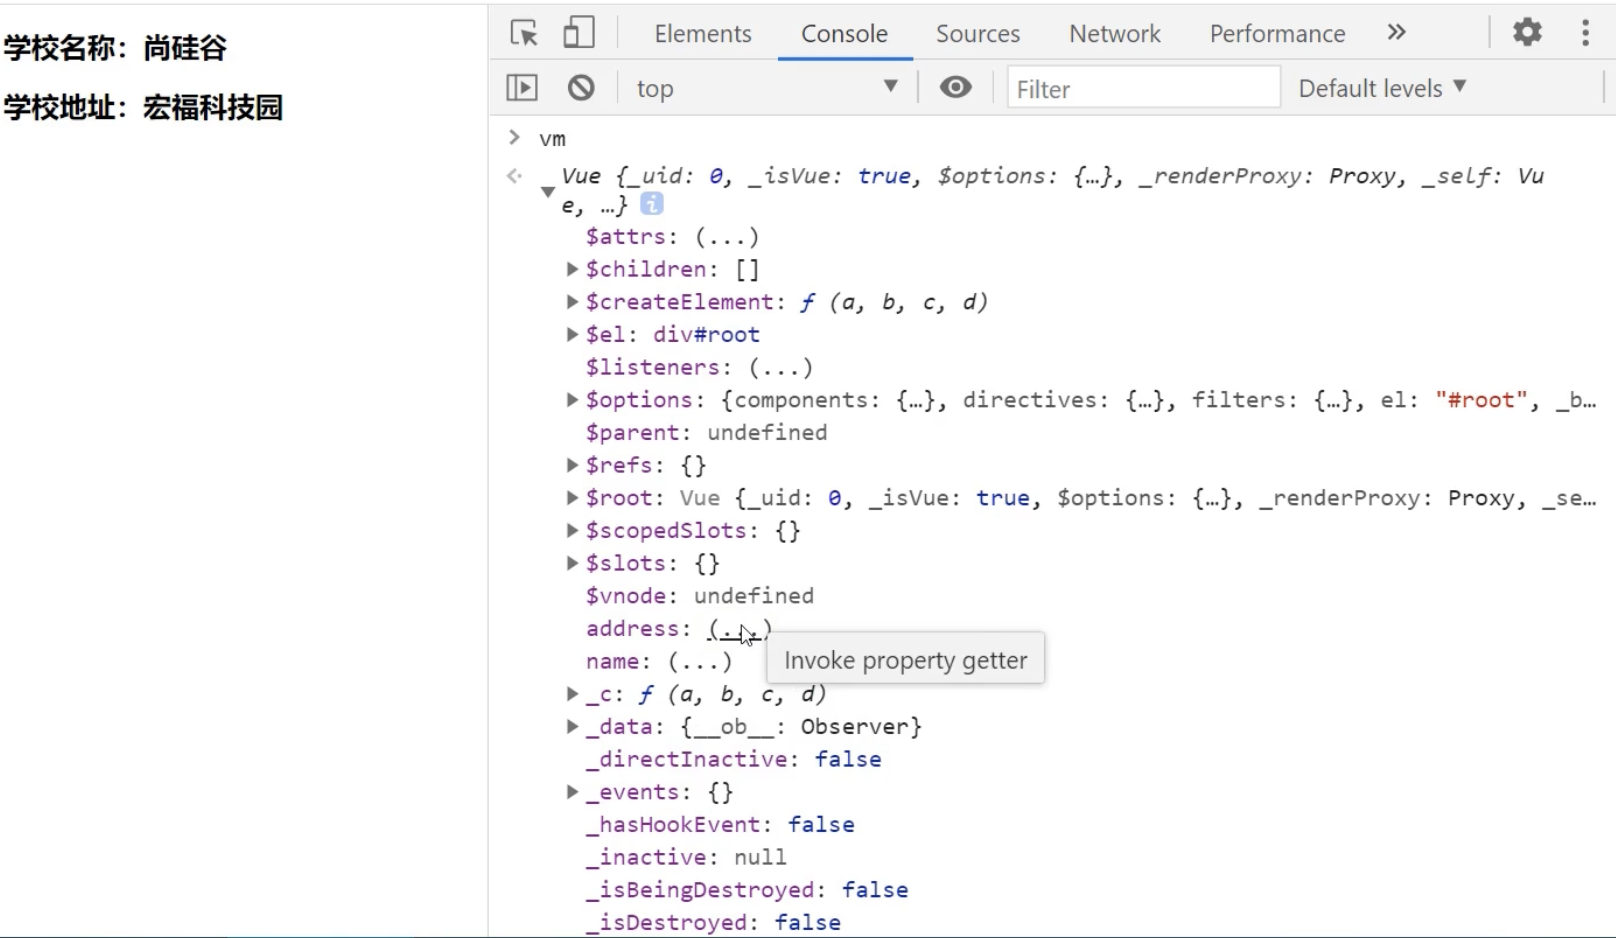 学校名称：尚硅谷
学校地址：宏福科技园
Elements Console Sources Network Performance »
top Filter Default levels ▼
> vm
Vue {_uid: 0, _isVue: true, $options: {…}, _renderProxy: Proxy, _self: Vu
e, …} i
$attrs: (...)
$children: []
$createElement: ƒ (a, b, c, d)
$el: div#root
$listeners: (...)
$options: {components: {…}, directives: {…}, filters: {…}, el: "#root", _b…
$parent: undefined
$refs: {}
$root: Vue {_uid: 0, _isVue: true, $options: {…}, _renderProxy: Proxy, _se…
$scopedSlots: {}
$slots: {}
$vnode: undefined
address: (...)
Invoke property getter
name: (...)
_c: ƒ (a, b, c, d)
_data: {__ob__: Observer}
_directInactive: false
_events: {}
_hasHookEvent: false
_inactive: null
_isBeingDestroyed: false
_isDestroyed: false